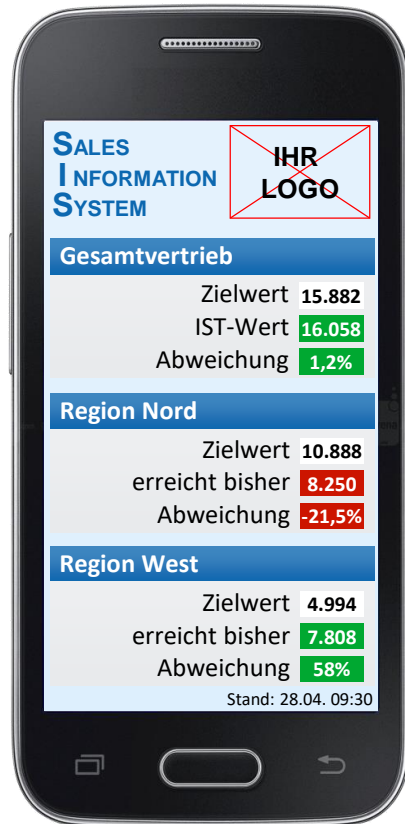 SALES
INFORMATION
SYSTEM
IHR
LOGO
Gesamtvertrieb
Zielwert 15.882
IST-Wert 16.058
Abweichung 1,2%
Region Nord
Zielwert 10.888
erreicht bisher 8.250
Abweichung -21,5%
Region West
Zielwert 4.994
erreicht bisher 7.808
Abweichung 58%
Stand: 28.04. 09:30